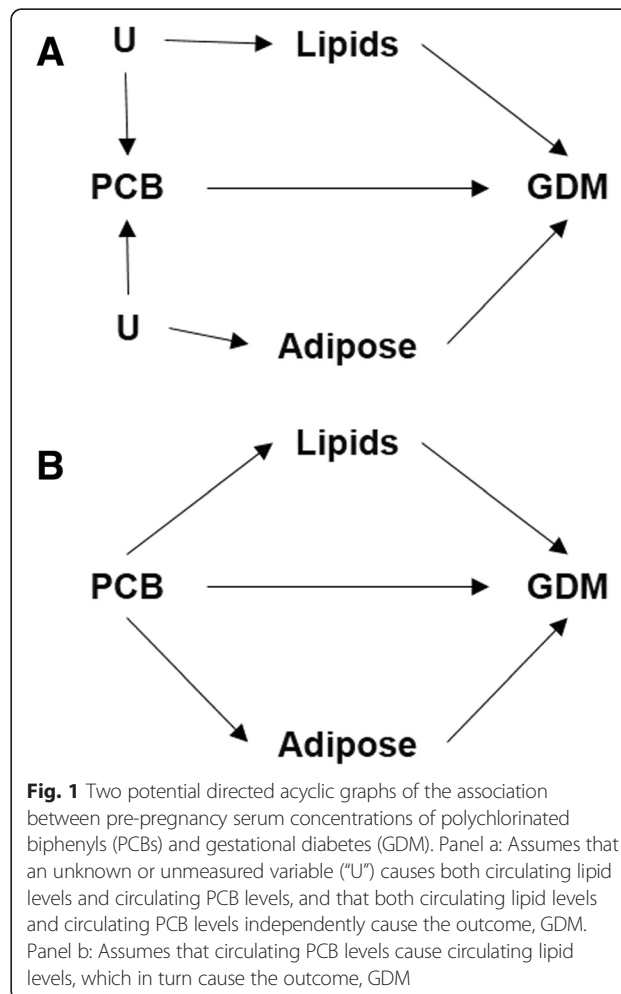 A
U
Lipids
PCB
GDM
U
Adipose
B
Lipids
PCB
GDM
Adipose
Fig. 1 Two potential directed acyclic graphs of the association
between pre-pregnancy serum concentrations of polychlorinated
biphenyls (PCBs) and gestational diabetes (GDM). Panel a: Assumes that
an unknown or unmeasured variable (“U”) causes both circulating lipid
levels and circulating PCB levels, and that both circulating lipid levels
and circulating PCB levels independently cause the outcome, GDM.
Panel b: Assumes that circulating PCB levels cause circulating lipid
levels, which in turn cause the outcome, GDM